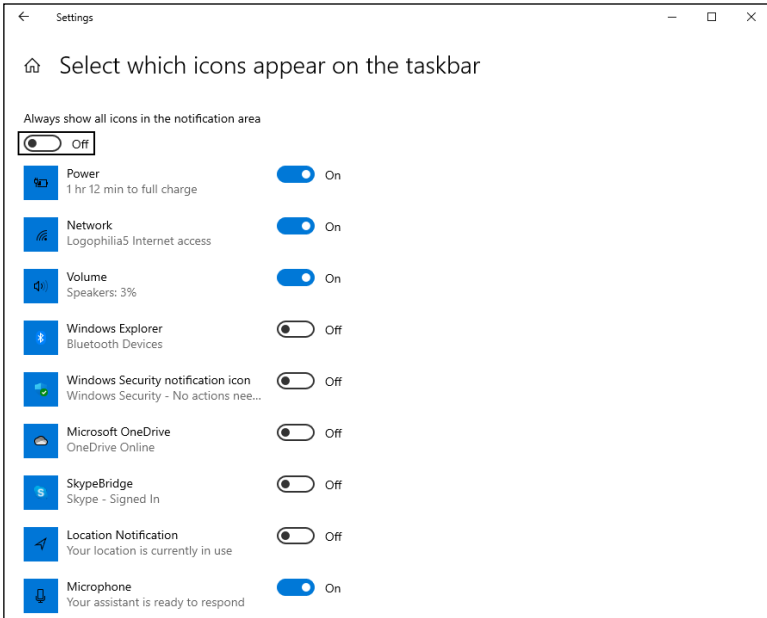 Settings
Select which icons appear on the taskbar
Always show all icons in the notification area
Off
Power
On
1 hr 12 min to full charge
Network
On
Logophilia5 Internet access
Volume
On
Speakers: 3%
Windows Explorer
Off
Bluetooth Devices
Windows Security notification icon
Off
Windows Security - No actions nee...
Microsoft OneDrive
Off
OneDrive Online
SkypeBridge
Off
Skype - Signed In
Location Notification
Off
Your location is currently in use
Microphone
On
Your assistant is ready to respond